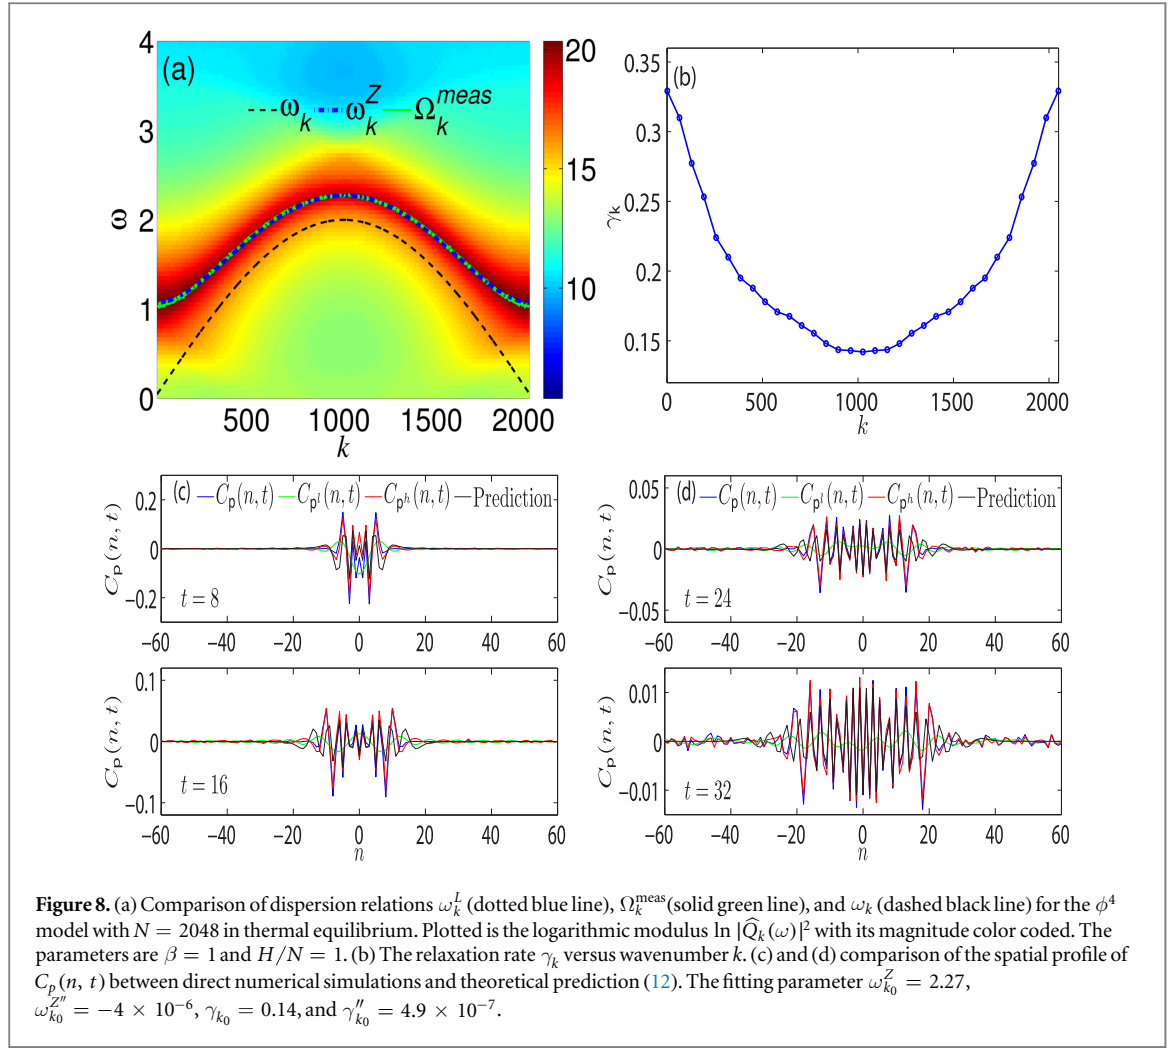 (a)
ω_k ω_k^Z Ω_k^meas
4
3
2
1
0
ω
500 1000 1500 2000
k
20
15
10
(b)
0.35
0.3
0.25
0.2
0.15
γ_k
0 500 1000 1500 2000
k
(c) C_p(n, t) C_p^l(n, t) C_p^h(n, t) Prediction
0.2
0
−0.2
C_p(n, t)
t = 8
−60 −40 −20 0 20 40 60
0.1
0
−0.1
C_p(n, t)
t = 16
−60 −40 −20 0 20 40 60
n
(d) C_p(n, t) C_p^l(n, t) C_p^h(n, t) Prediction
0.05
0
−0.05
C_p(n, t)
t = 24
−60 −40 −20 0 20 40 60
0.01
0
−0.01
C_p(n, t)
t = 32
−60 −40 −20 0 20 40 60
n
Figure 8. (a) Comparison of dispersion relations ω_k^L (dotted blue line), Ω_k^meas(solid green line), and ω_k (dashed black line) for the ϕ^4
model with N = 2048 in thermal equilibrium. Plotted is the logarithmic modulus ln |Q̂_k(ω)|^2 with its magnitude color coded. The
parameters are β = 1 and H/N = 1. (b) The relaxation rate γ_k versus wavenumber k. (c) and (d) comparison of the spatial profile of
C_p(n, t) between direct numerical simulations and theoretical prediction (12). The fitting parameter ω_{k_0}^Z = 2.27,
ω_{k_0}^{Z″} = −4 × 10^{−6}, γ_{k_0} = 0.14, and γ″_{k_0} = 4.9 × 10^{−7}.